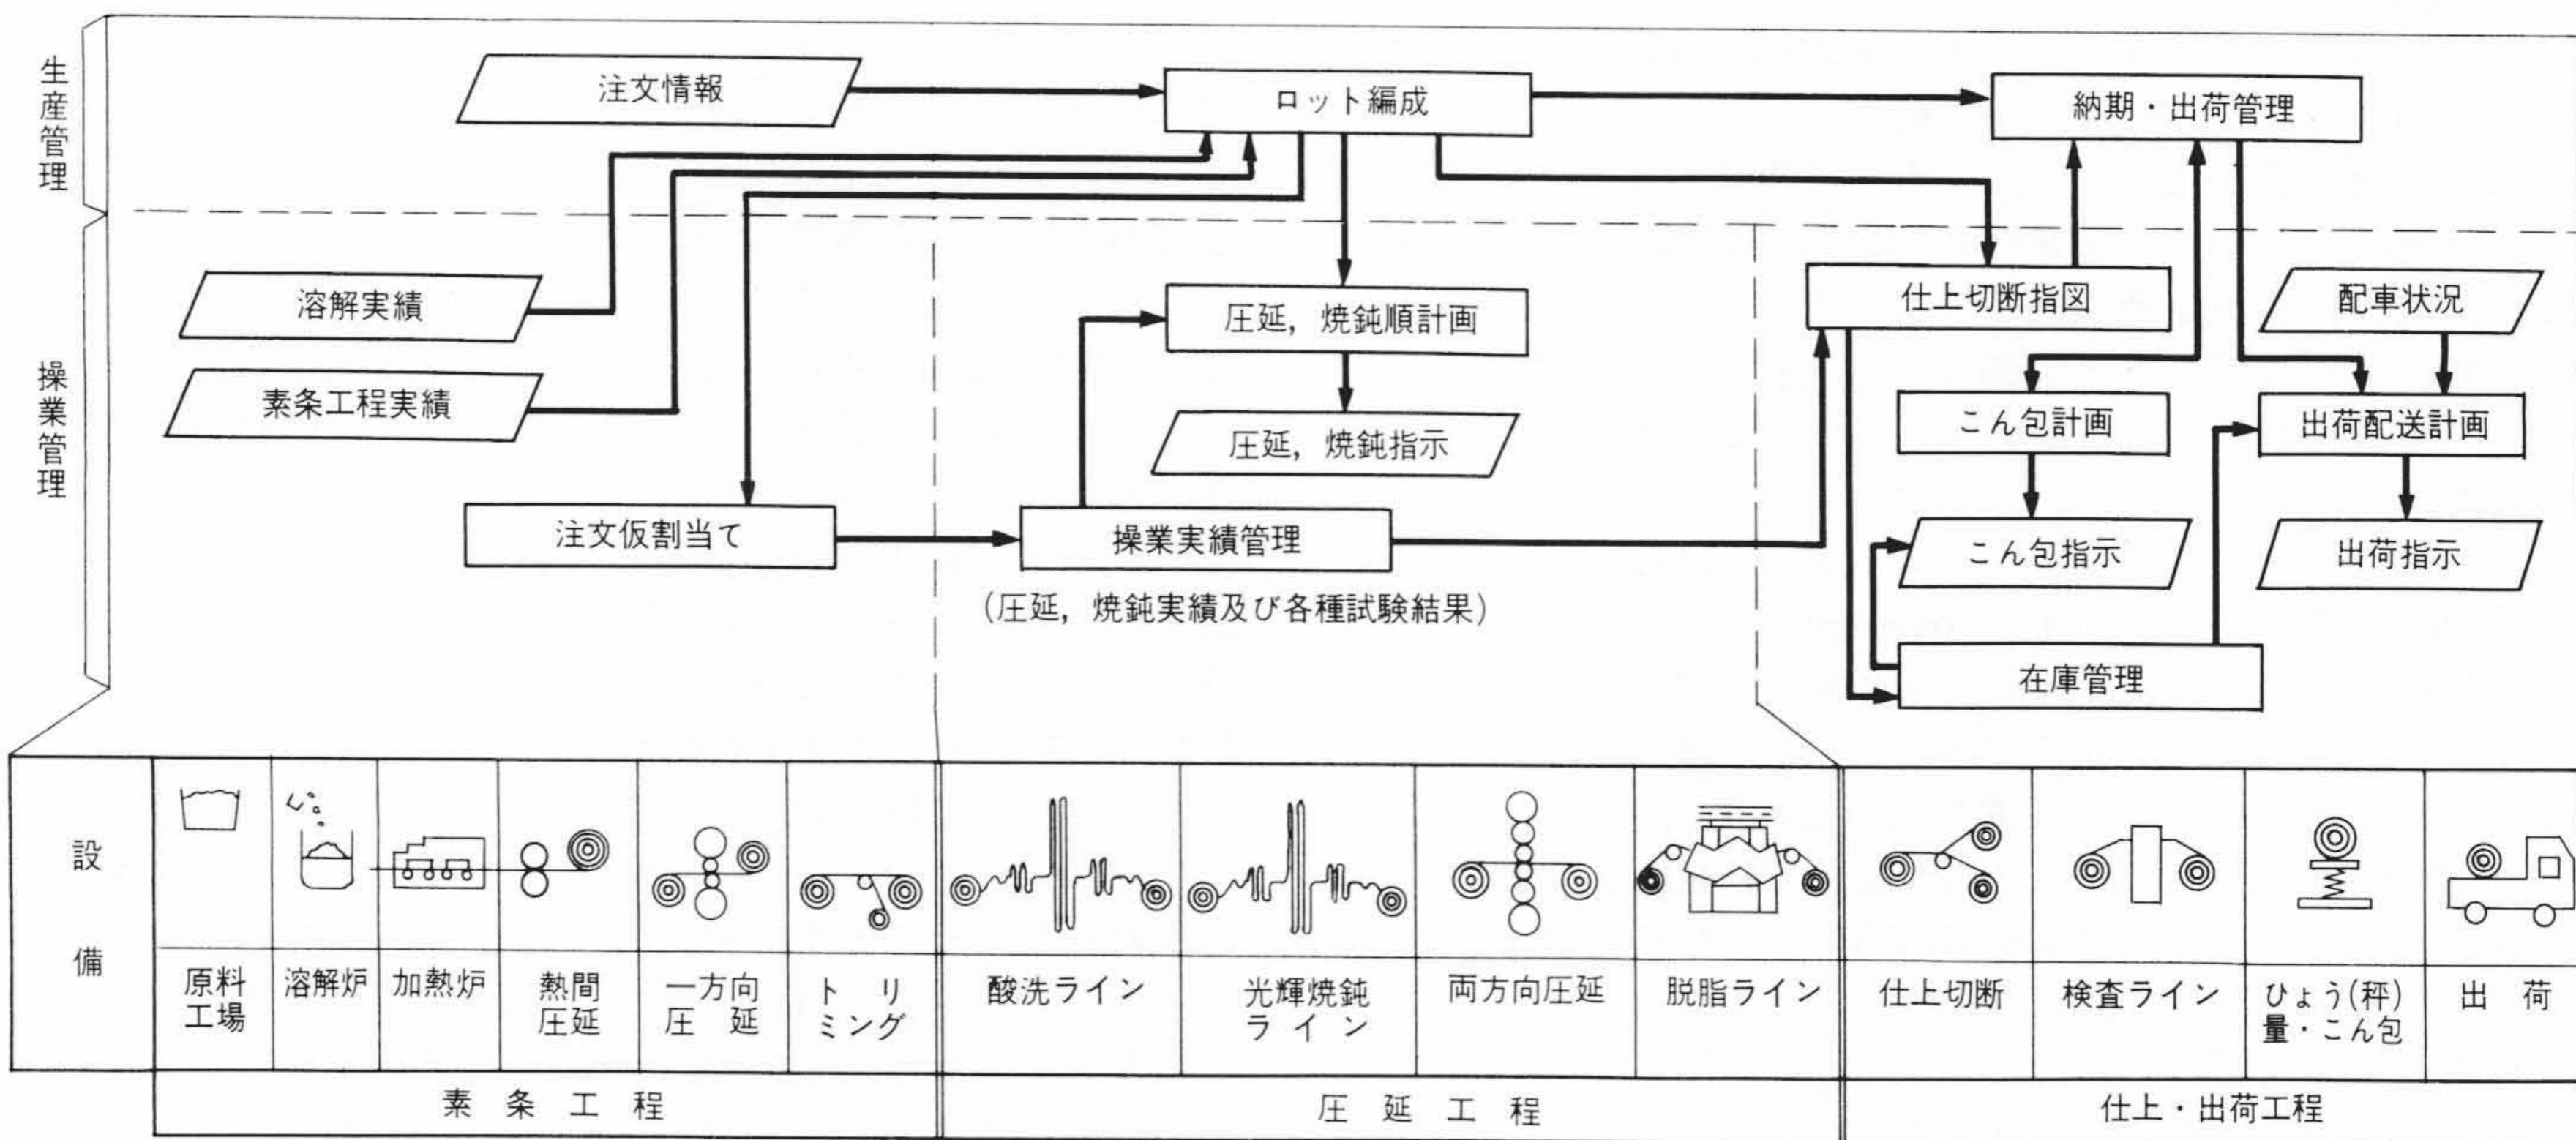 生産管理
注文情報
ロット編成
納期・出荷管理
操業管理
溶解実績
素条工程実績
圧延，焼鈍順計画
圧延，焼鈍指示
注文仮割当て
操業実績管理
（圧延，焼鈍実績及び各種試験結果）
仕上切断指図
配車状況
こん包計画
出荷配送計画
こん包指示
出荷指示
在庫管理
設備
原料
工場
溶解炉
加熱炉
熱間
圧延
一方向
圧　延
ト　リ
ミング
酸洗ライン
光輝焼鈍
ラ イ ン
両方向圧延
脱脂ライン
仕上切断
検査ライン
ひょう(秤)
量・こん包
出　荷
素　条　工　程
圧　延　工　程
仕上・出荷工程